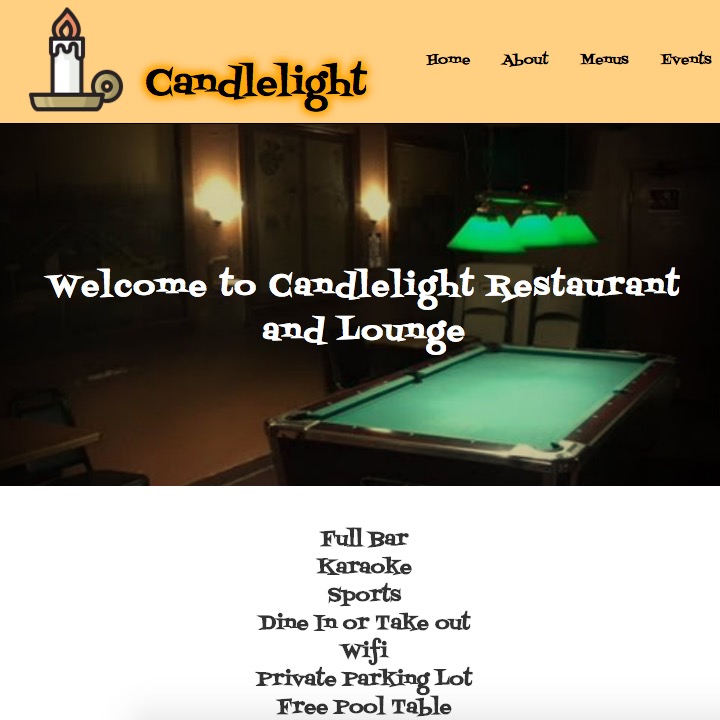 Candlelight
Home About Menus Events
Welcome to Candlelight Restaurant
and Lounge
Full Bar
Karaoke
Sports
Dine In or Take out
Wifi
Private Parking Lot
Free Pool Table